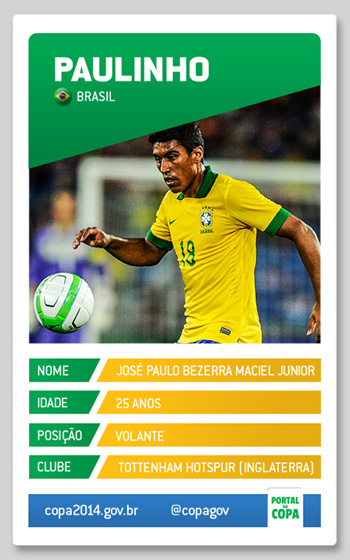 PAULINHO
BRASIL
18
NOME JOSÉ PAULO BEZERRA MACIEL JUNIOR
IDADE 25 ANOS
POSIÇÃO VOLANTE
CLUBE TOTTENHAM HOTSPUR (INGLATERRA)
copa2014.gov.br @copagov PORTAL
DA
COPA